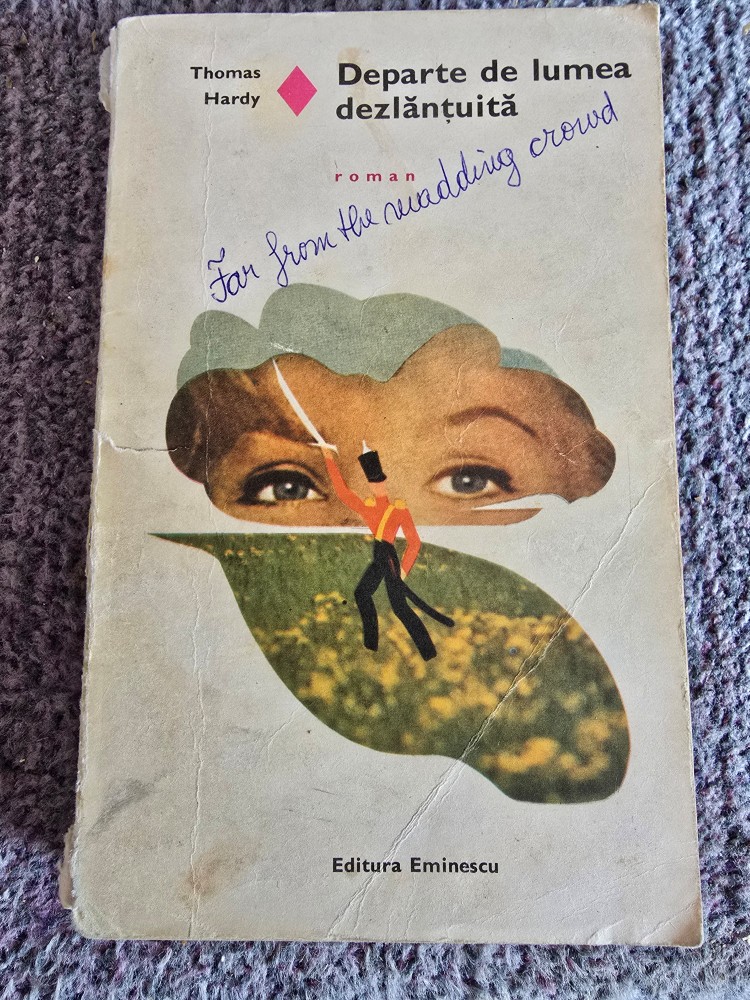 Thomas
Hardy
Departe de lumea
dezlănțuită
roman
Far from the madding crowd
Editura Eminescu